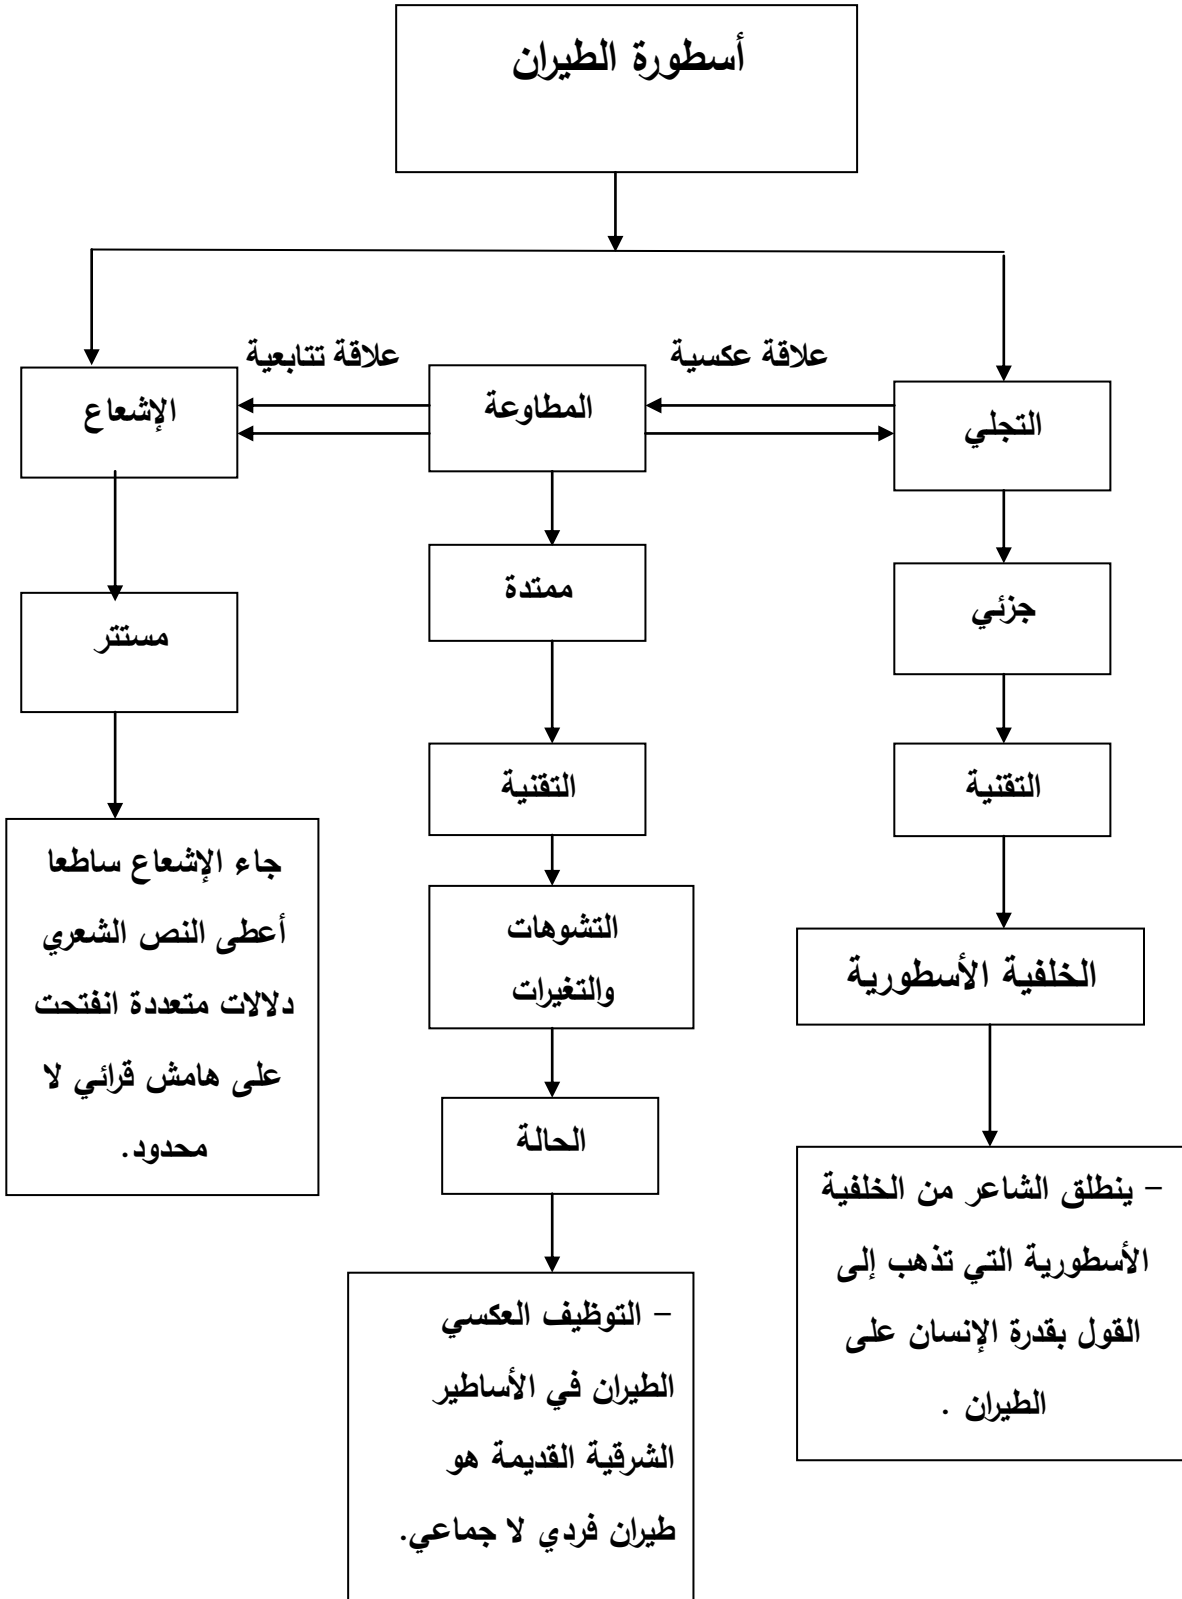 أسطورة الطيران
علاقة عكسية
علاقة تتابعية
التجلي
المطاوعة
الإشعاع
جزئي
ممتدة
مستتر
التقنية
التقنية
جاء الإشعاع ساطعا
أعطى النص الشعري
دلالات متعددة انفتحت
على هامش قرائي لا
محدود.
الخلفية الأسطورية
التشوهات
والتغيرات
الحالة
– ينطلق الشاعر من الخلفية
الأسطورية التي تذهب إلى
القول بقدرة الإنسان على
الطيران .
– التوظيف العكسي
الطيران في الأساطير
الشرقية القديمة هو
طيران فردي لا جماعي.